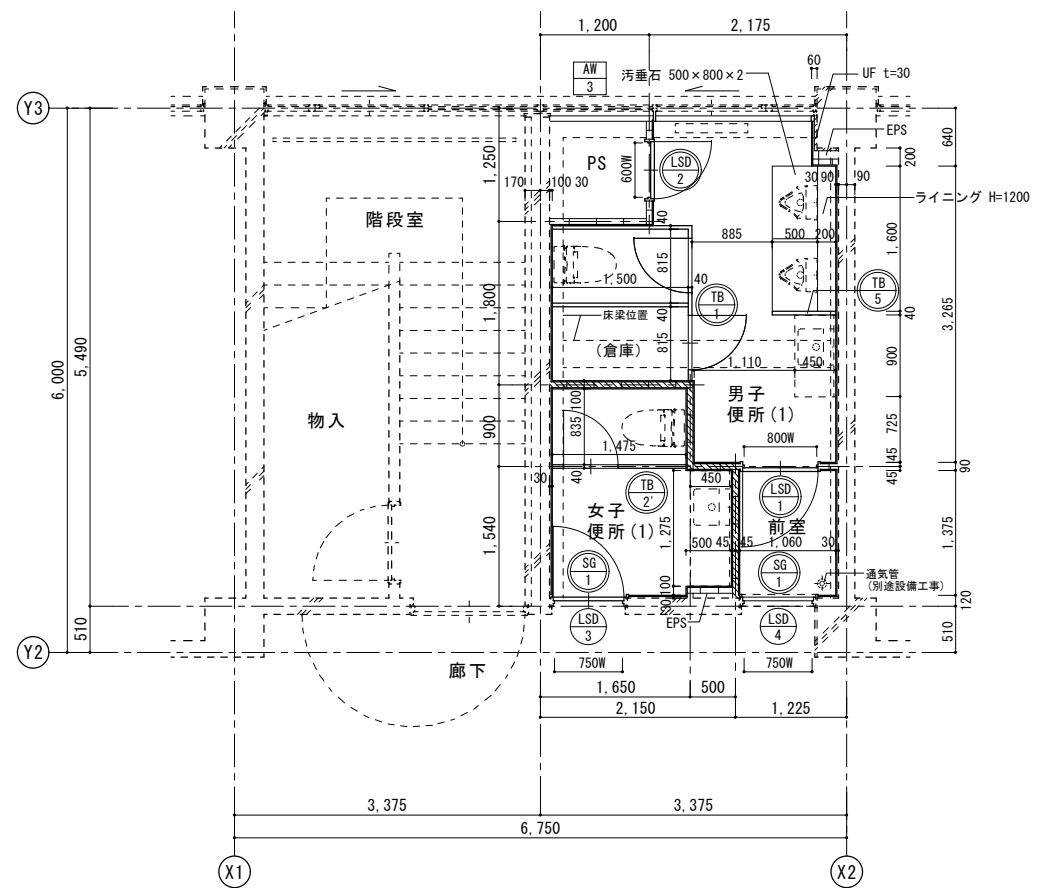 1,200
2,175
60
AW
3
汚垂石 500×800×2
UF t=30
Y3
EPS
640
200
1,250
PS
600W
LSD
2
170
100
30
30
90
90
ライニング H=1200
階段室
40
885
500
200
1,600
815
1,500
40
TB
1
TB
5
1,800
40
床梁位置
40
3,265
(倉庫)
815
1,110
450
900
5,490
6,000
100
男子
便所(1)
物入
900
835
800W
725
1,475
45
45
90
30
40
TB
2'
450
LSD
1
女子
便所(1)
前室
1,540
1,275
500
45
45
1,060
30
1,375
SG
1
SG
1
通気管
(別途設備工事)
100
30
EPS
120
LSD
3
LSD
4
510
510
Y2
廊下
750W
750W
1,650
500
2,150
1,225
3,375
3,375
6,750
X1
X2